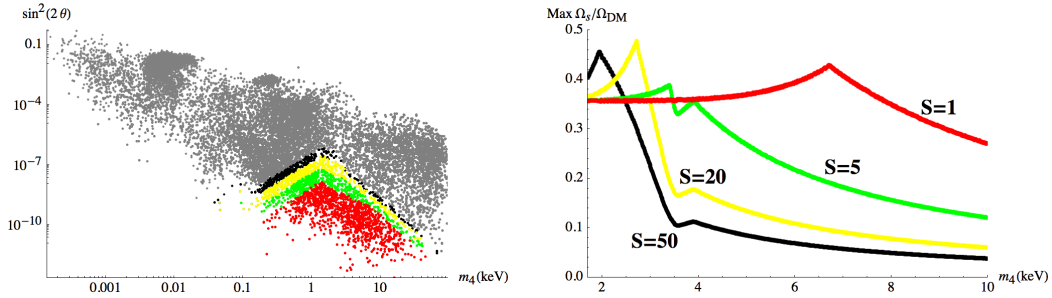 sin²(2 θ)
0.1
10⁻⁴
10⁻⁷
10⁻¹⁰
0.001 0.01 0.1 1 10
m₄(keV)
Max Ωₛ/Ω_DM
0.5
0.4
0.3
0.2
0.1
0.0
S=1
S=5
S=20
S=50
2 4 6 8 10
m₄(keV)